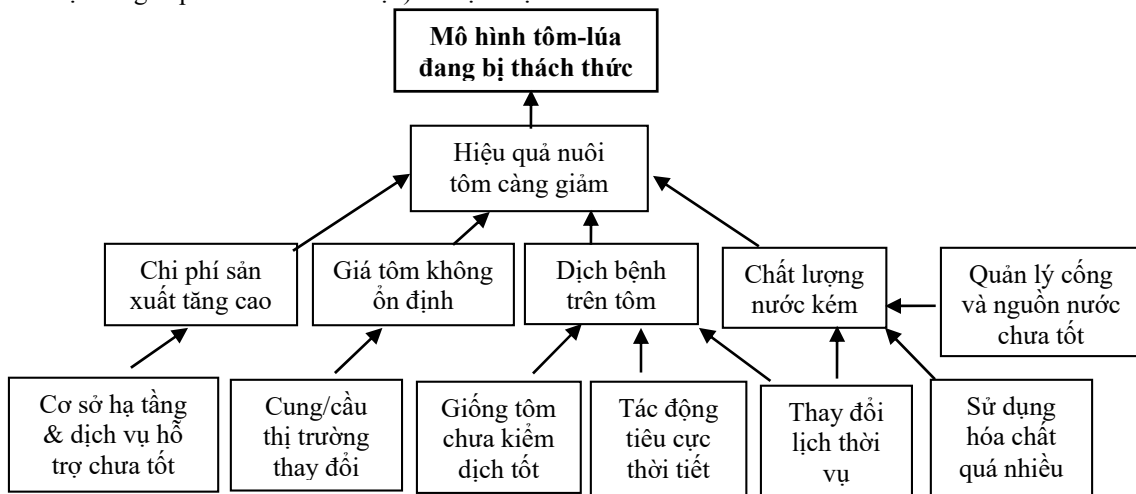 Mô hình tôm-lúa
đang bị thách thức
Hiệu quả nuôi
tôm càng giảm
Chi phí sản
xuất tăng cao
Giá tôm không
ổn định
Dịch bệnh
trên tôm
Chất lượng
nước kém
Quản lý cống
và nguồn nước
chưa tốt
Cơ sở hạ tầng
& dịch vụ hỗ
trợ chưa tốt
Cung/cầu
thị trường
thay đổi
Giống tôm
chưa kiểm
dịch tốt
Tác động
tiêu cực
thời tiết
Thay đổi
lịch thời
vụ
Sử dụng
hóa chất
quá nhiều